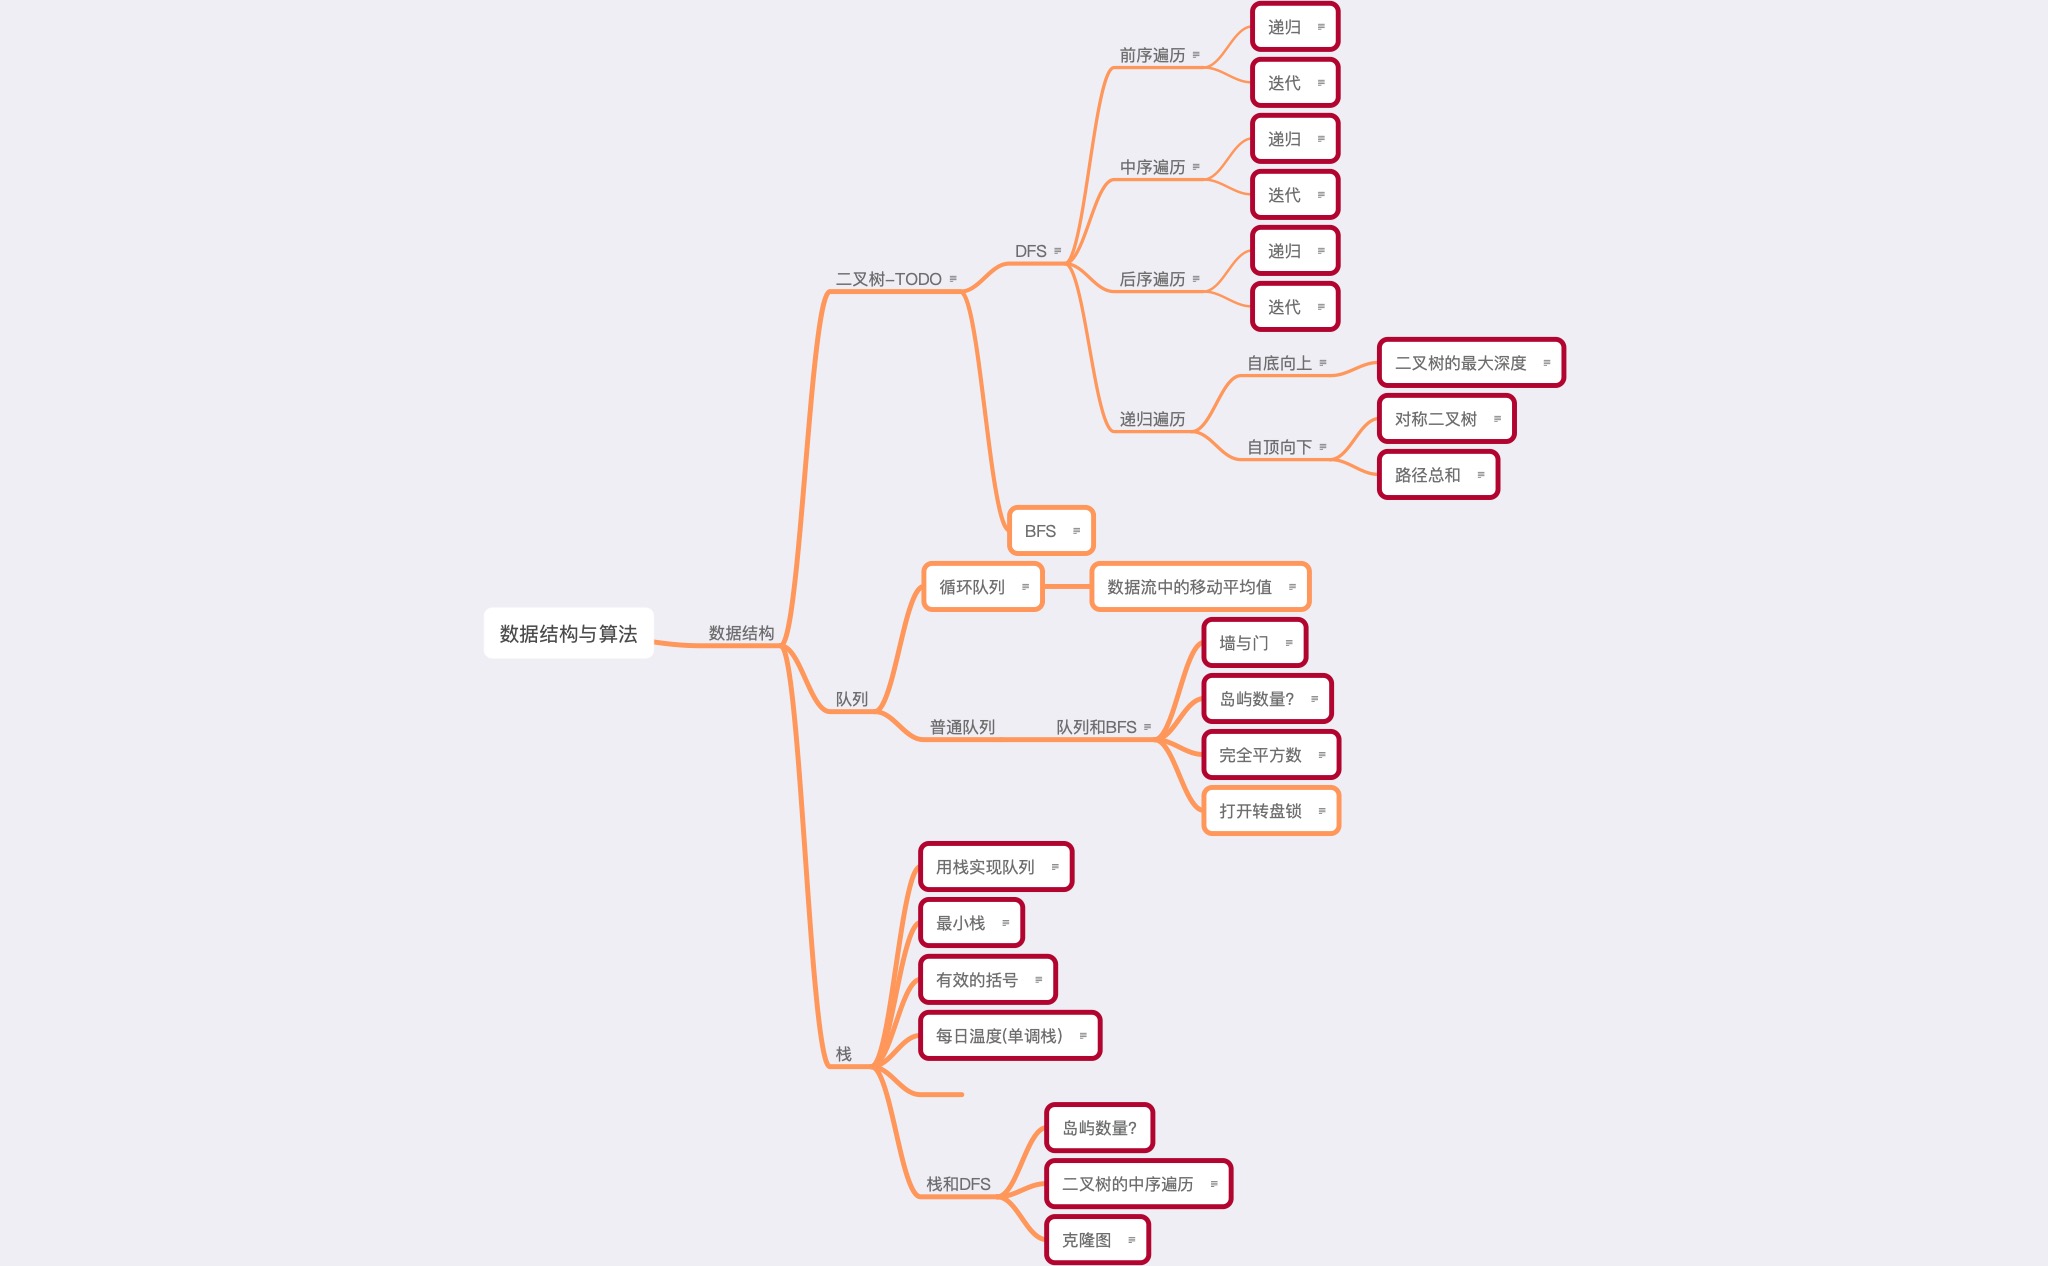 数据结构与算法
数据结构
二叉树-TODO
DFS
前序遍历
递归
迭代
中序遍历
递归
迭代
后序遍历
递归
迭代
递归遍历
自底向上
二叉树的最大深度
自顶向下
对称二叉树
路径总和
BFS
队列
循环队列
数据流中的移动平均值
普通队列
队列和BFS
墙与门
岛屿数量?
完全平方数
打开转盘锁
栈
用栈实现队列
最小栈
有效的括号
每日温度(单调栈)
栈和DFS
岛屿数量?
二叉树的中序遍历
克隆图